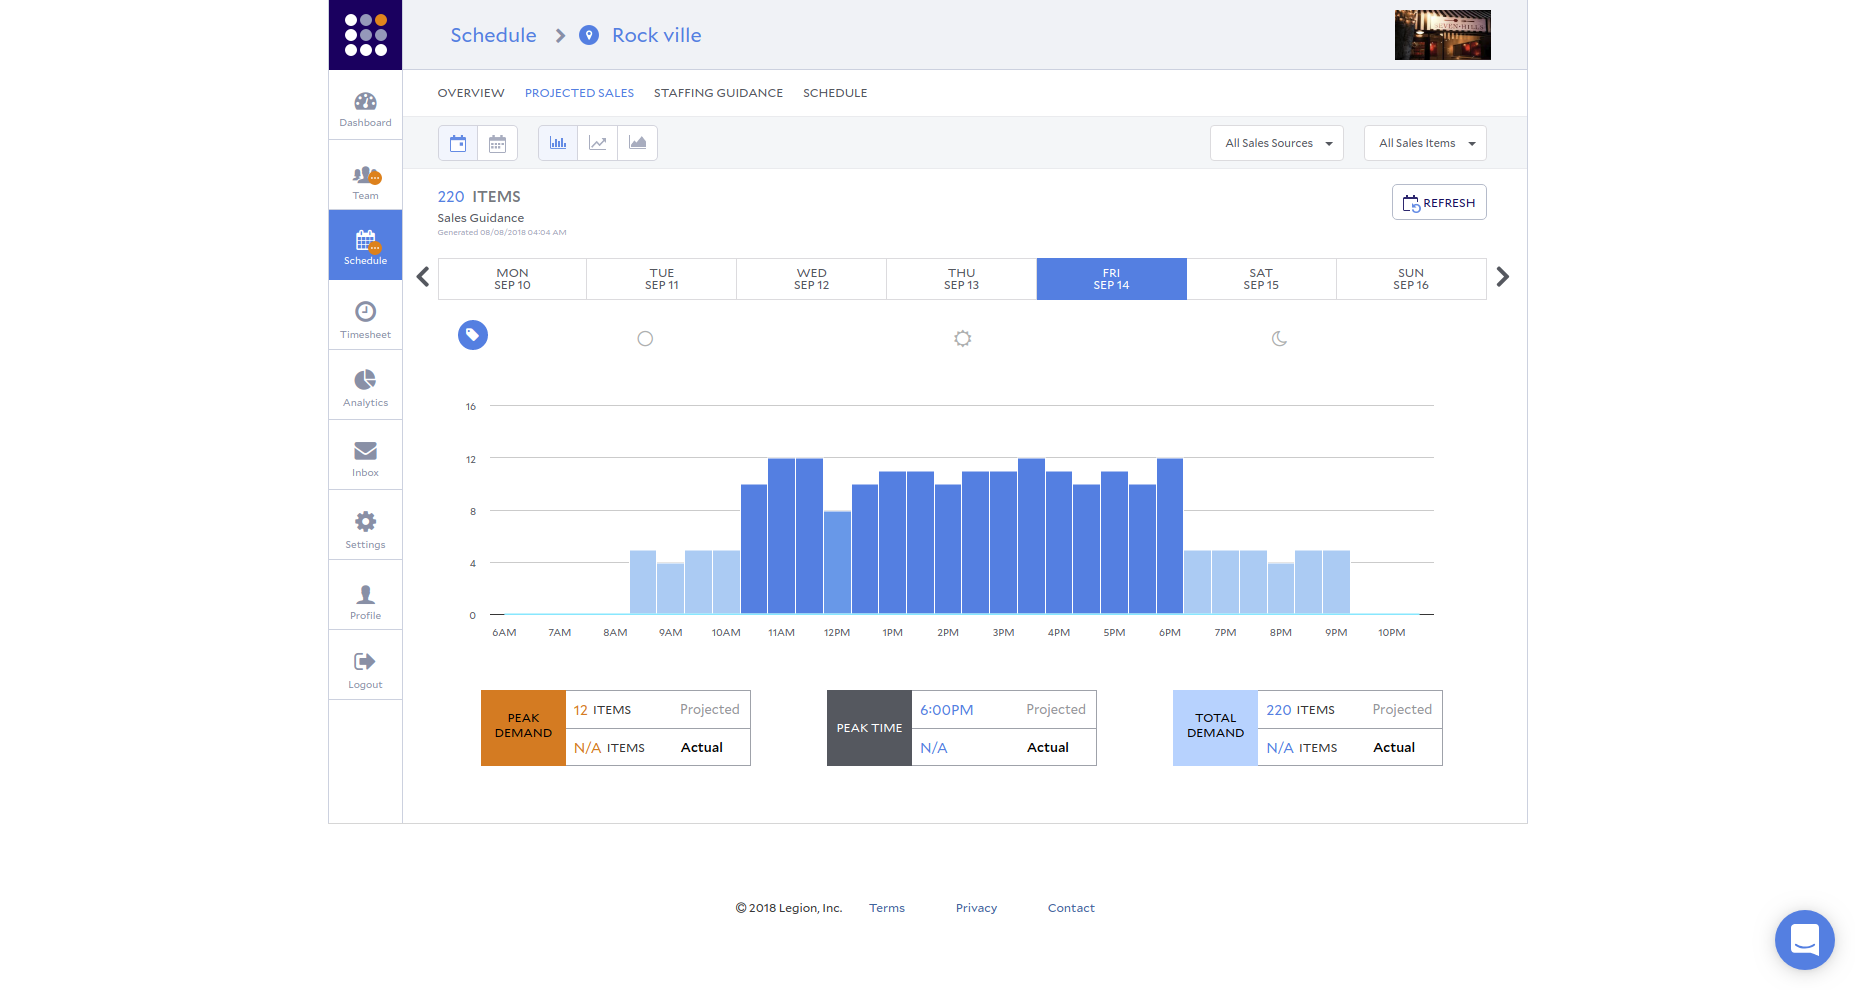 Schedule
Rock ville
SEVEN HILLS
Dashboard
Team
Schedule
Timesheet
Analytics
Inbox
Settings
Profile
Logout
OVERVIEW PROJECTED SALES STAFFING GUIDANCE SCHEDULE
All Sales Sources All Sales Items
220 ITEMS
Sales Guidance
Generated 08/08/2018 04:04 AM
REFRESH
MON TUE WED THU FRI SAT SUN
SEP 10 SEP 11 SEP 12 SEP 13 SEP 14 SEP 15 SEP 16
16
12
8
4
0
6AM 7AM 8AM 9AM 10AM 11AM 12PM 1PM 2PM 3PM 4PM 5PM 6PM 7PM 8PM 9PM 10PM
PEAK DEMAND
12 ITEMS Projected
N/A ITEMS Actual
PEAK TIME
6:00PM Projected
N/A Actual
TOTAL DEMAND
220 ITEMS Projected
N/A ITEMS Actual
© 2018 Legion, Inc. Terms Privacy Contact